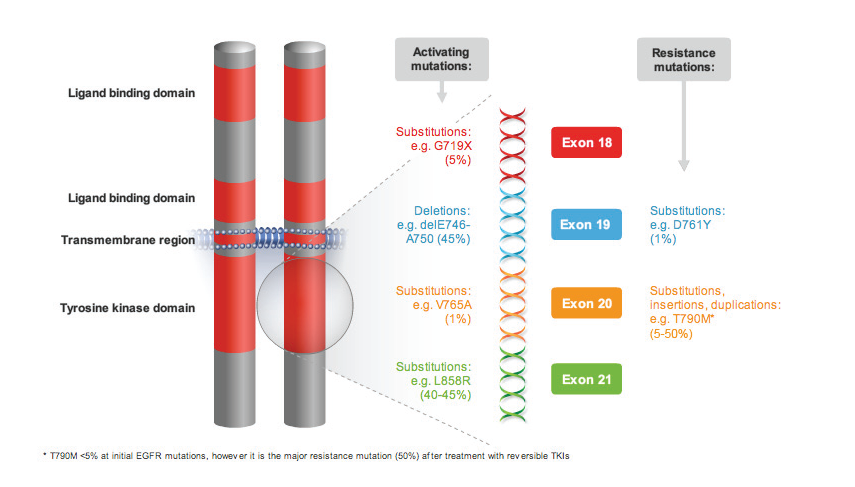 Activating
mutations:
Resistance
mutations:
Ligand binding domain
Ligand binding domain
Transmembrane region
Tyrosine kinase domain
Substitutions:
e.g. G719X
(5%)
Exon 18
Deletions:
e.g. delE746-
A750 (45%)
Exon 19
Substitutions:
e.g. D761Y
(1%)
Substitutions:
e.g. V765A
(1%)
Exon 20
Substitutions,
insertions, duplications:
e.g. T790M*
(5-50%)
Substitutions:
e.g. L858R
(40-45%)
Exon 21
* T790M <5% at initial EGFR mutations, however it is the major resistance mutation (50%) after treatment with reversible TKIs